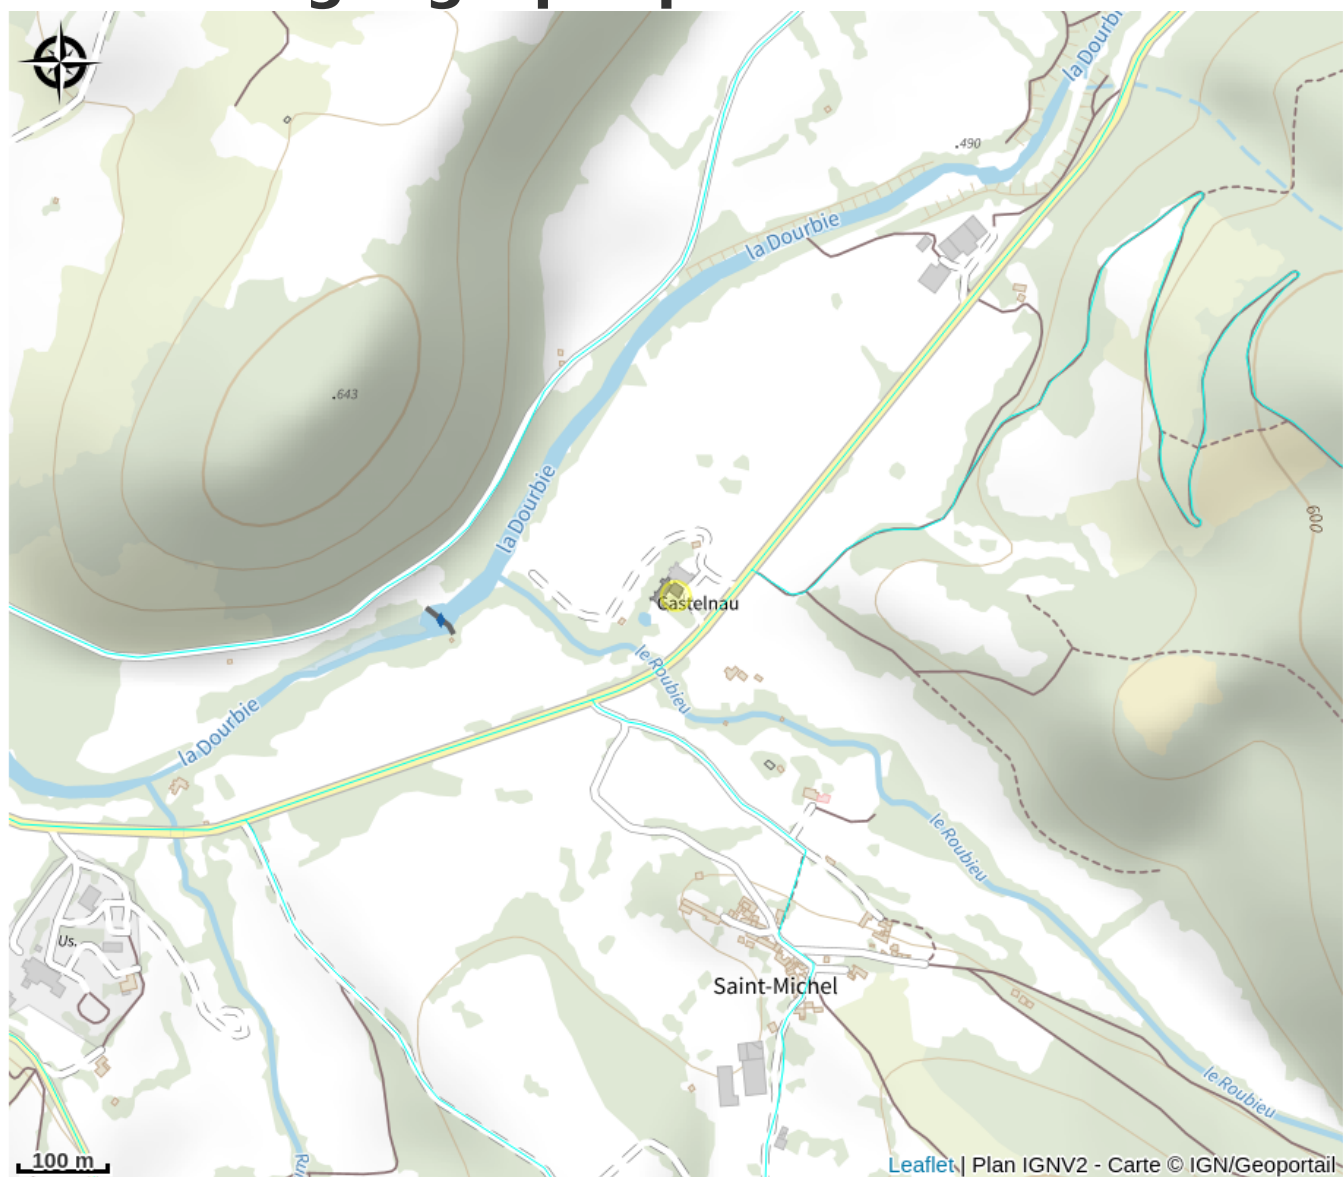 la Dourbie
.490
la Dourbie
.643
la Dourbie
600
Castelnau
le Roubieu
la Dourbie
le Roubieu
Us.
Saint-Michel
le Roubieu
100 m
Leaflet | Plan IGNV2 - Carte © IGN/Geoportail